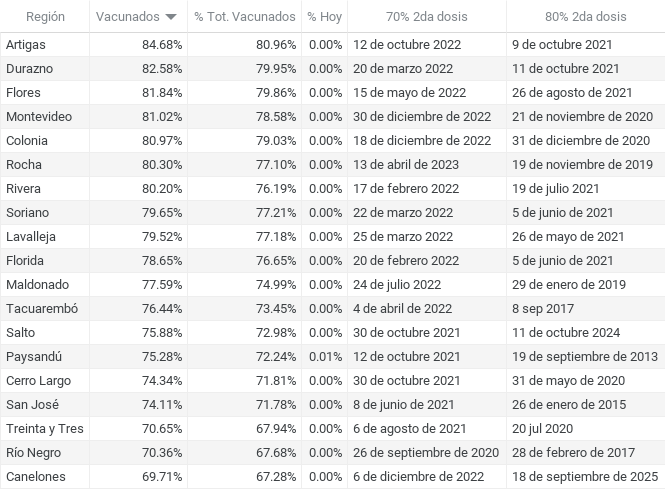 Región Vacunados % Tot. Vacunados % Hoy 70% 2da dosis 80% 2da dosis
Artigas 84.68% 80.96% 0.00% 12 de octubre 2022 9 de octubre 2021
Durazno 82.58% 79.95% 0.00% 20 de marzo 2022 11 de octubre 2021
Flores 81.84% 79.86% 0.00% 15 de mayo de 2022 26 de agosto de 2021
Montevideo 81.02% 78.58% 0.00% 30 de diciembre de 2022 21 de noviembre de 2020
Colonia 80.97% 79.03% 0.00% 18 de diciembre de 2022 31 de diciembre de 2020
Rocha 80.30% 77.10% 0.00% 13 de abril de 2023 19 de noviembre de 2019
Rivera 80.20% 76.19% 0.00% 17 de febrero 2022 19 de julio 2021
Soriano 79.65% 77.21% 0.00% 22 de marzo 2022 5 de junio de 2021
Lavalleja 79.52% 77.18% 0.00% 25 de marzo 2022 26 de mayo de 2021
Florida 78.65% 76.65% 0.00% 20 de febrero 2022 5 de junio de 2021
Maldonado 77.59% 74.99% 0.00% 24 de julio 2022 29 de enero de 2019
Tacuarembó 76.44% 73.45% 0.00% 4 de abril de 2022 8 sep 2017
Salto 75.88% 72.98% 0.00% 30 de octubre 2021 11 de octubre 2024
Paysandú 75.28% 72.24% 0.01% 12 de octubre 2021 19 de septiembre de 2013
Cerro Largo 74.34% 71.81% 0.00% 30 de octubre 2021 31 de mayo de 2020
San José 74.11% 71.78% 0.00% 8 de junio de 2021 26 de enero de 2015
Treinta y Tres 70.65% 67.94% 0.00% 6 de agosto de 2021 20 jul 2020
Río Negro 70.36% 67.68% 0.00% 26 de septiembre de 2020 28 de febrero de 2017
Canelones 69.71% 67.28% 0.00% 6 de diciembre de 2022 18 de septiembre de 2025